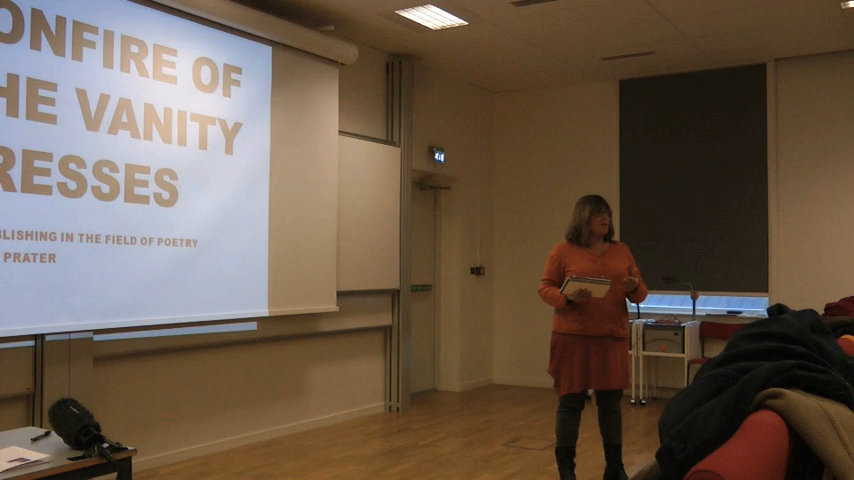 ONFIRE OF
HE VANITY
RESSES
BLISHING IN THE FIELD OF POETRY
PRATER